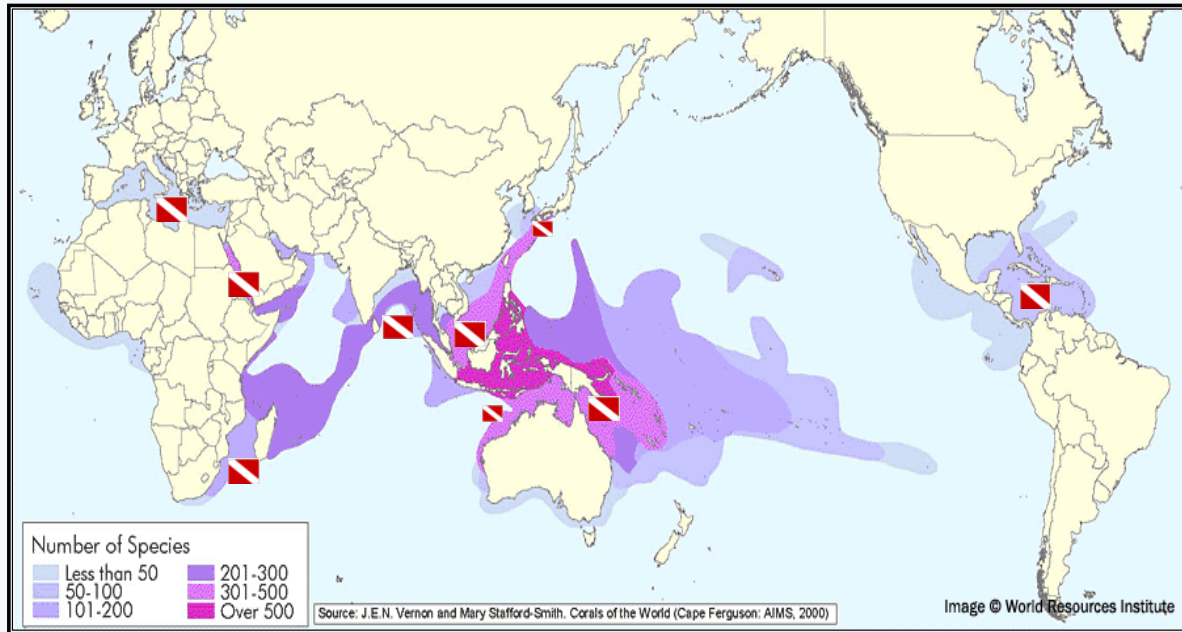 Number of Species
Less than 50
50-100
101-200
201-300
301-500
Over 500
Source: J.E.N. Vernon and Mary Stafford-Smith. Corals of the World (Cape Ferguson: AIMS, 2000)
Image © World Resources Institute